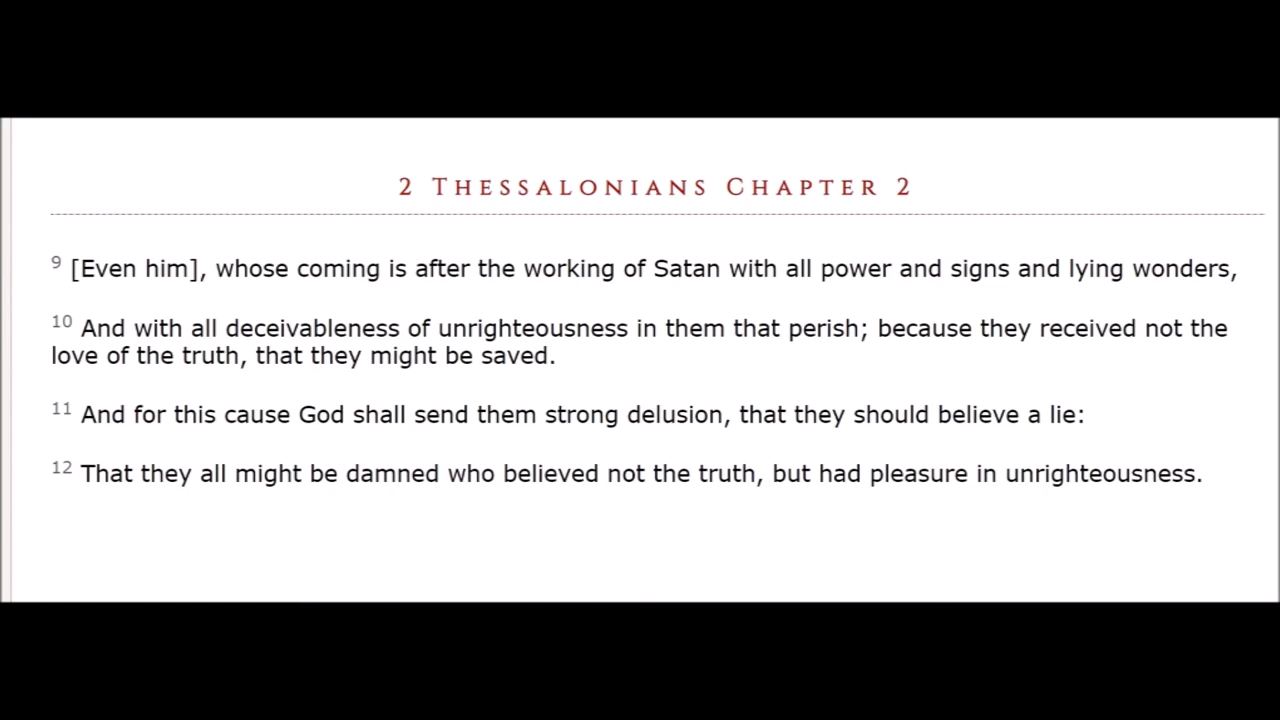 2 Thessalonians Chapter 2
9 [Even him], whose coming is after the working of Satan with all power and signs and lying wonders,
10 And with all deceivableness of unrighteousness in them that perish; because they received not the
love of the truth, that they might be saved.
11 And for this cause God shall send them strong delusion, that they should believe a lie:
12 That they all might be damned who believed not the truth, but had pleasure in unrighteousness.